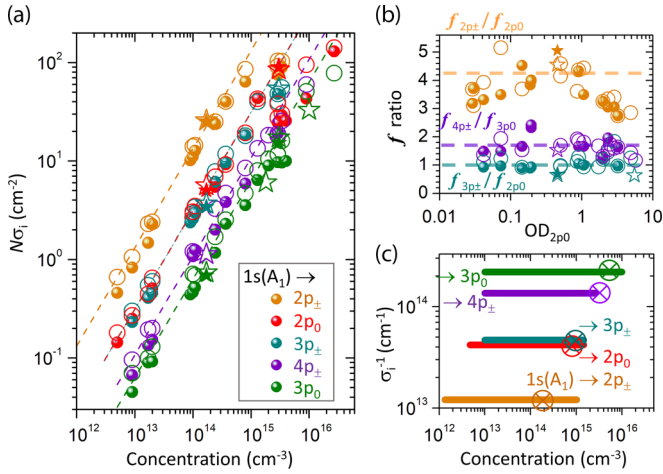 (a)
10²
10¹
10⁰
10⁻¹
Nσᵢ (cm⁻²)
1s(A₁) →
2p±
2p₀
3p±
4p±
3p₀
10¹² 10¹³ 10¹⁴ 10¹⁵ 10¹⁶
Concentration (cm⁻³)
(b)
f₂ₚ± / f₂ₚ₀
5
4
3
2
1
0
f ratio
f₄ₚ± / f₃ₚ₀
f₃ₚ± / f₂ₚ₀
0.01 0.1 1 10
OD₂ₚ₀
(c)
→ 3p₀
→ 4p±
→ 3p±
→ 2p₀
1s(A₁) → 2p±
10¹⁴
10¹³
σᵢ⁻¹ (cm⁻¹)
10¹² 10¹³ 10¹⁴ 10¹⁵ 10¹⁶
Concentration (cm⁻³)